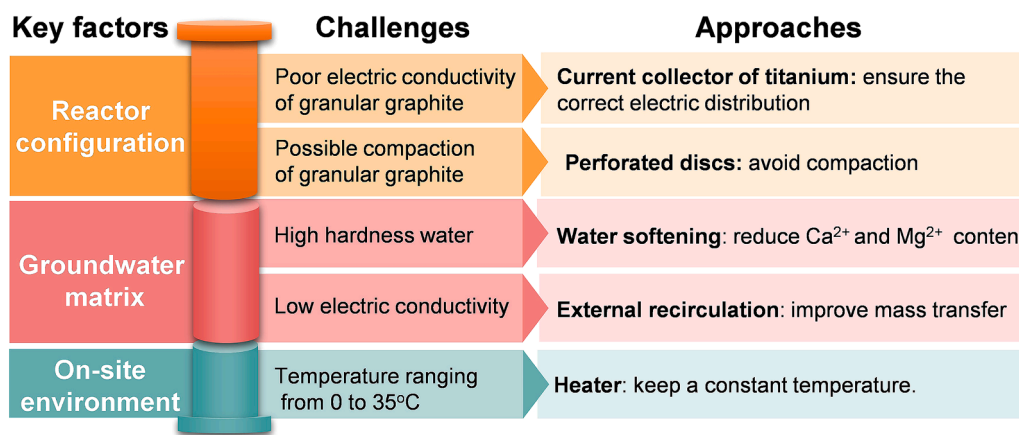 Key factors
Challenges
Approaches
Reactor
configuration
Poor electric conductivity
of granular graphite
Current collector of titanium: ensure the
correct electric distribution
Possible compaction
of granular graphite
Perforated discs: avoid compaction
Groundwater
matrix
High hardness water
Water softening: reduce Ca²⁺ and Mg²⁺ conten
Low electric conductivity
External recirculation: improve mass transfer
On-site
environment
Temperature ranging
from 0 to 35ºC
Heater: keep a constant temperature.